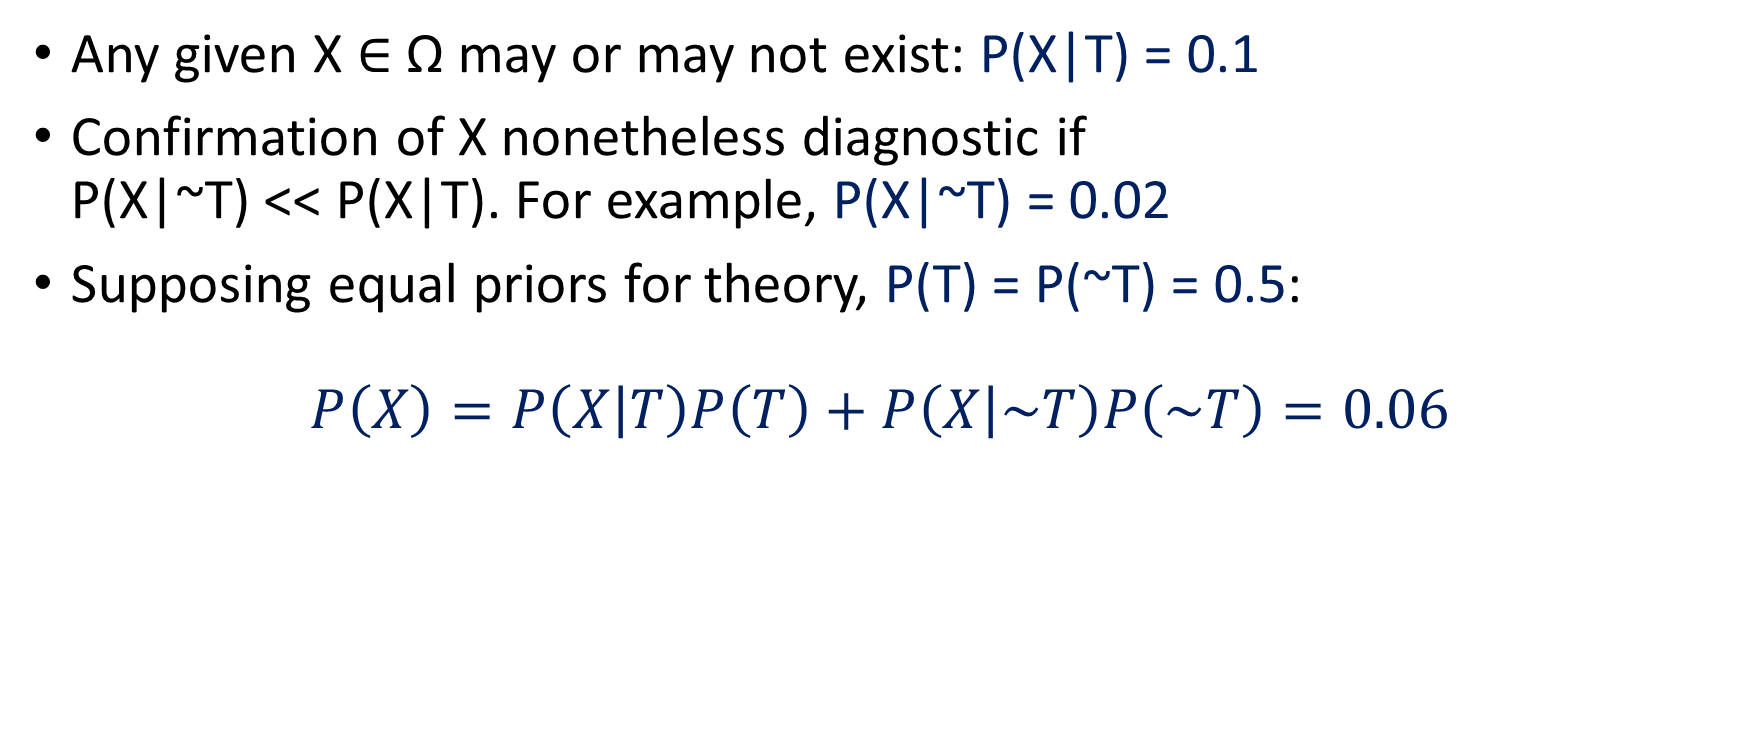 • Any given X ∈ Ω may or may not exist: P(X|T) = 0.1
• Confirmation of X nonetheless diagnostic if
P(X|~T) << P(X|T). For example, P(X|~T) = 0.02
• Supposing equal priors for theory, P(T) = P(~T) = 0.5:
P(X) = P(X|T)P(T) + P(X|~T)P(~T) = 0.06